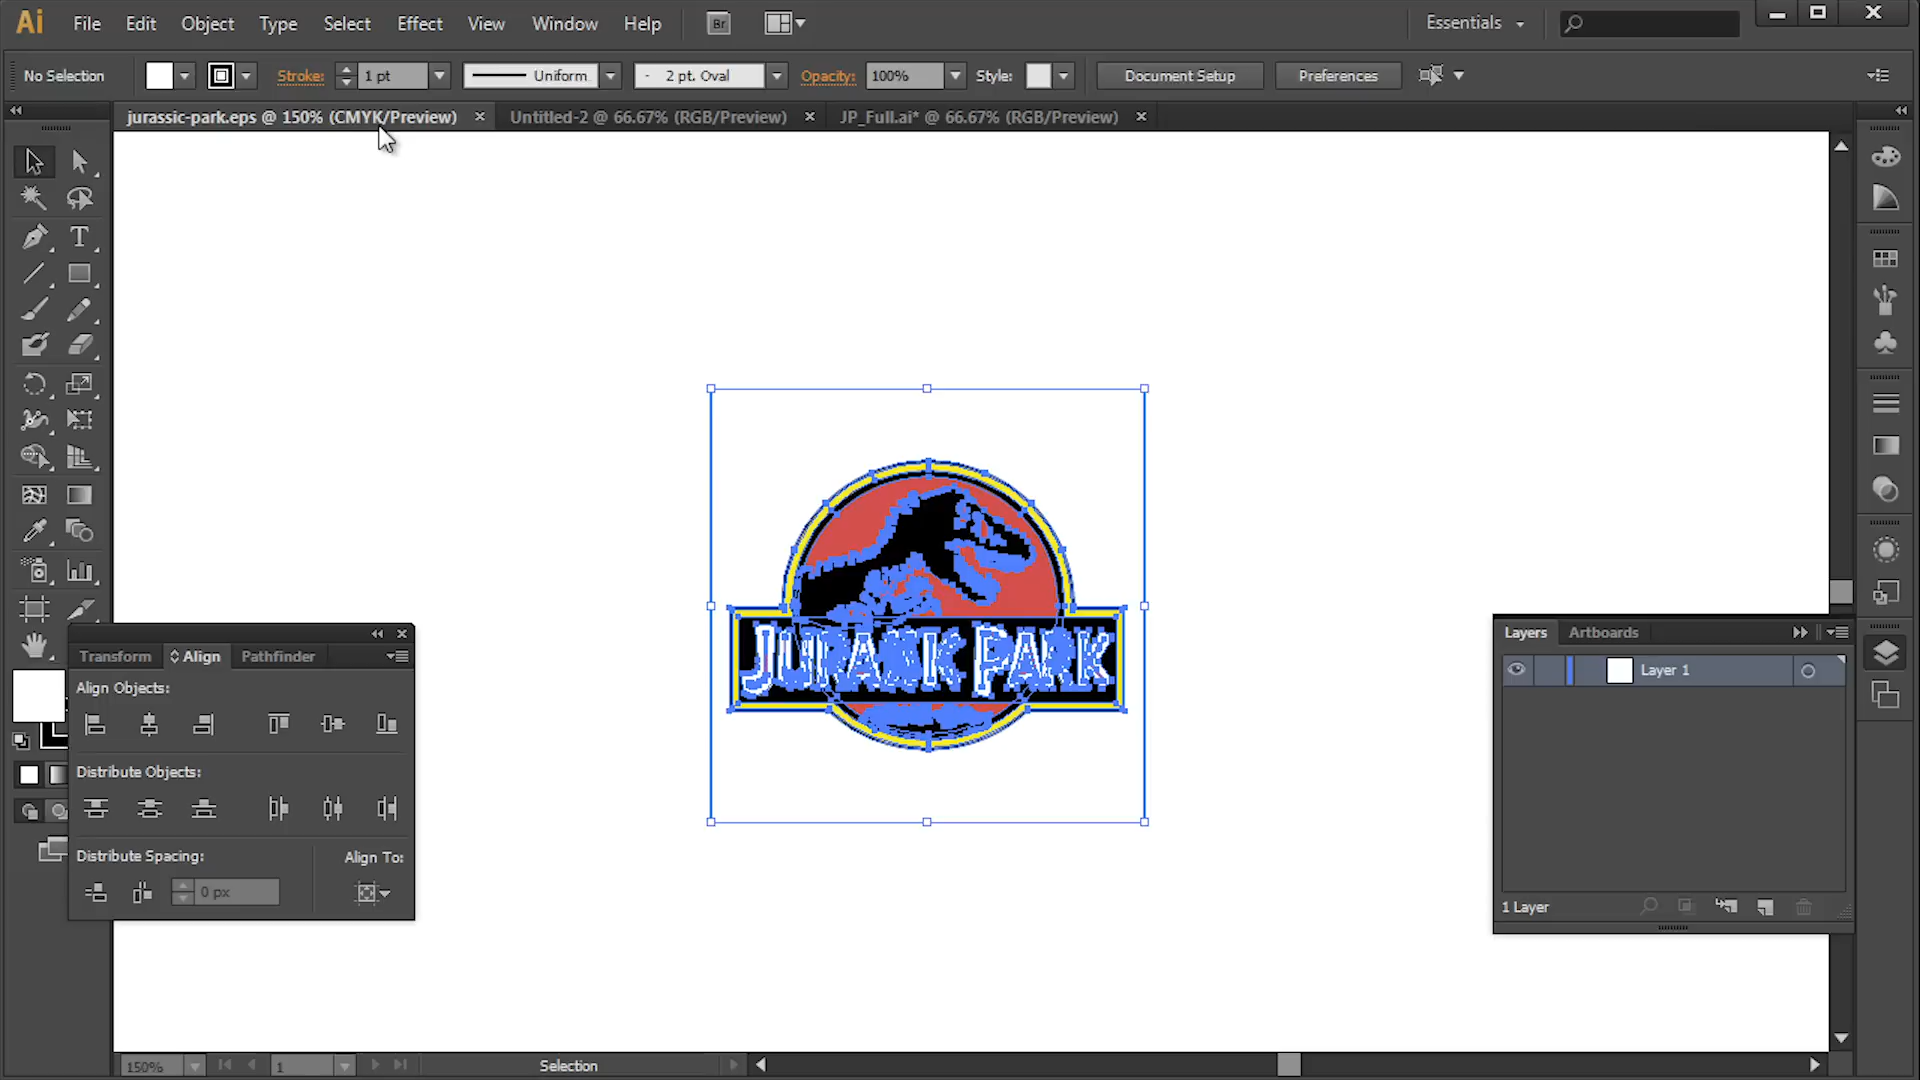 Ai File Edit Object Type Select Effect View Window Help Br Essentials
No Selection Stroke: 1 pt Uniform - 2 pt. Oval Opacity: 100% Style: Document Setup Preferences
jurassic-park.eps @ 150% (CMYK/Preview) × Untitled-2 @ 66.67% (RGB/Preview) × JP_Full.ai* @ 66.67% (RGB/Preview) ×
JURASSIC PARK
Transform Align Pathfinder
Align Objects:
Distribute Objects:
Distribute Spacing: Align To:
0 px
Layers Artboards
Layer 1
1 Layer
150% 1 Selection